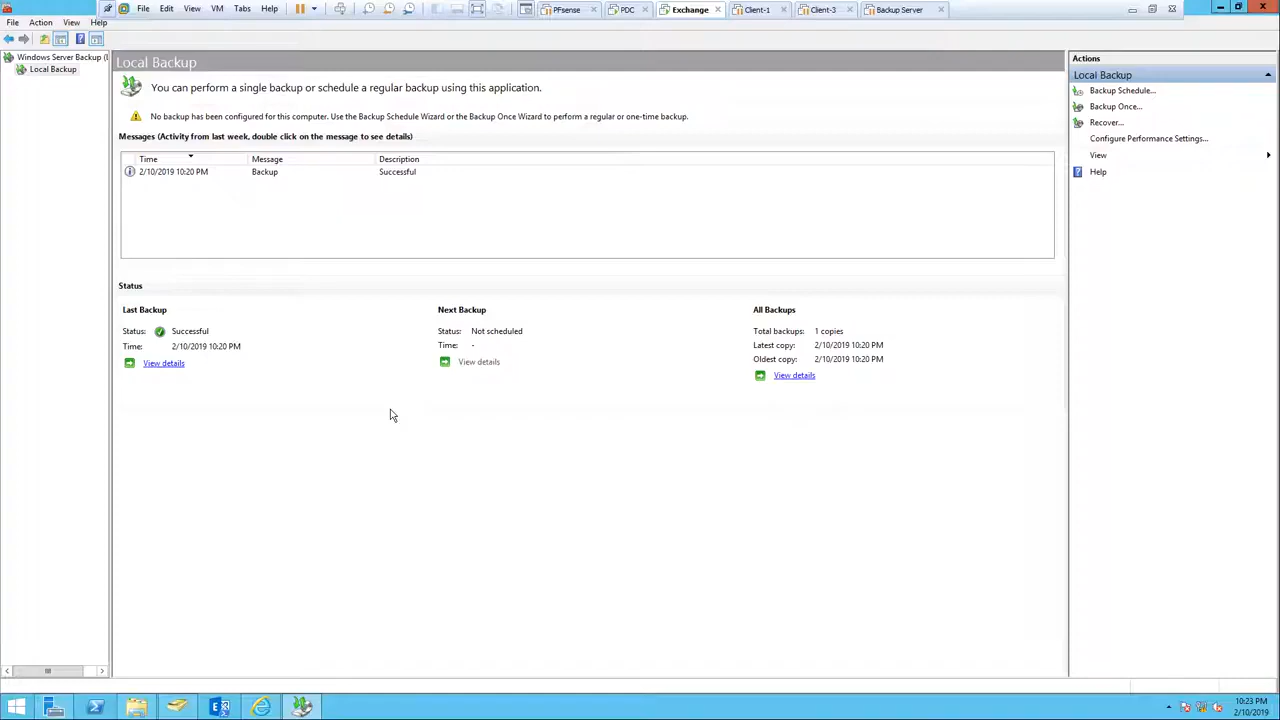 File Edit View VM Tabs Help PFsense PDC Exchange Client-1 Client-3 Backup Server
File Action View Help
Windows Server Backup (
Local Backup
Local Backup
You can perform a single backup or schedule a regular backup using this application.
No backup has been configured for this computer. Use the Backup Schedule Wizard or the Backup Once Wizard to perform a regular or one-time backup.
Messages (Activity from last week, double click on the message to see details)
Time Message Description
2/10/2019 10:20 PM Backup Successful
Status
Last Backup
Status: Successful
Time: 2/10/2019 10:20 PM
View details
Next Backup
Status: Not scheduled
Time: -
View details
All Backups
Total backups: 1 copies
Latest copy: 2/10/2019 10:20 PM
Oldest copy: 2/10/2019 10:20 PM
View details
Actions
Local Backup
Backup Schedule...
Backup Once...
Recover...
Configure Performance Settings...
View
Help
10:23 PM
2/10/2019